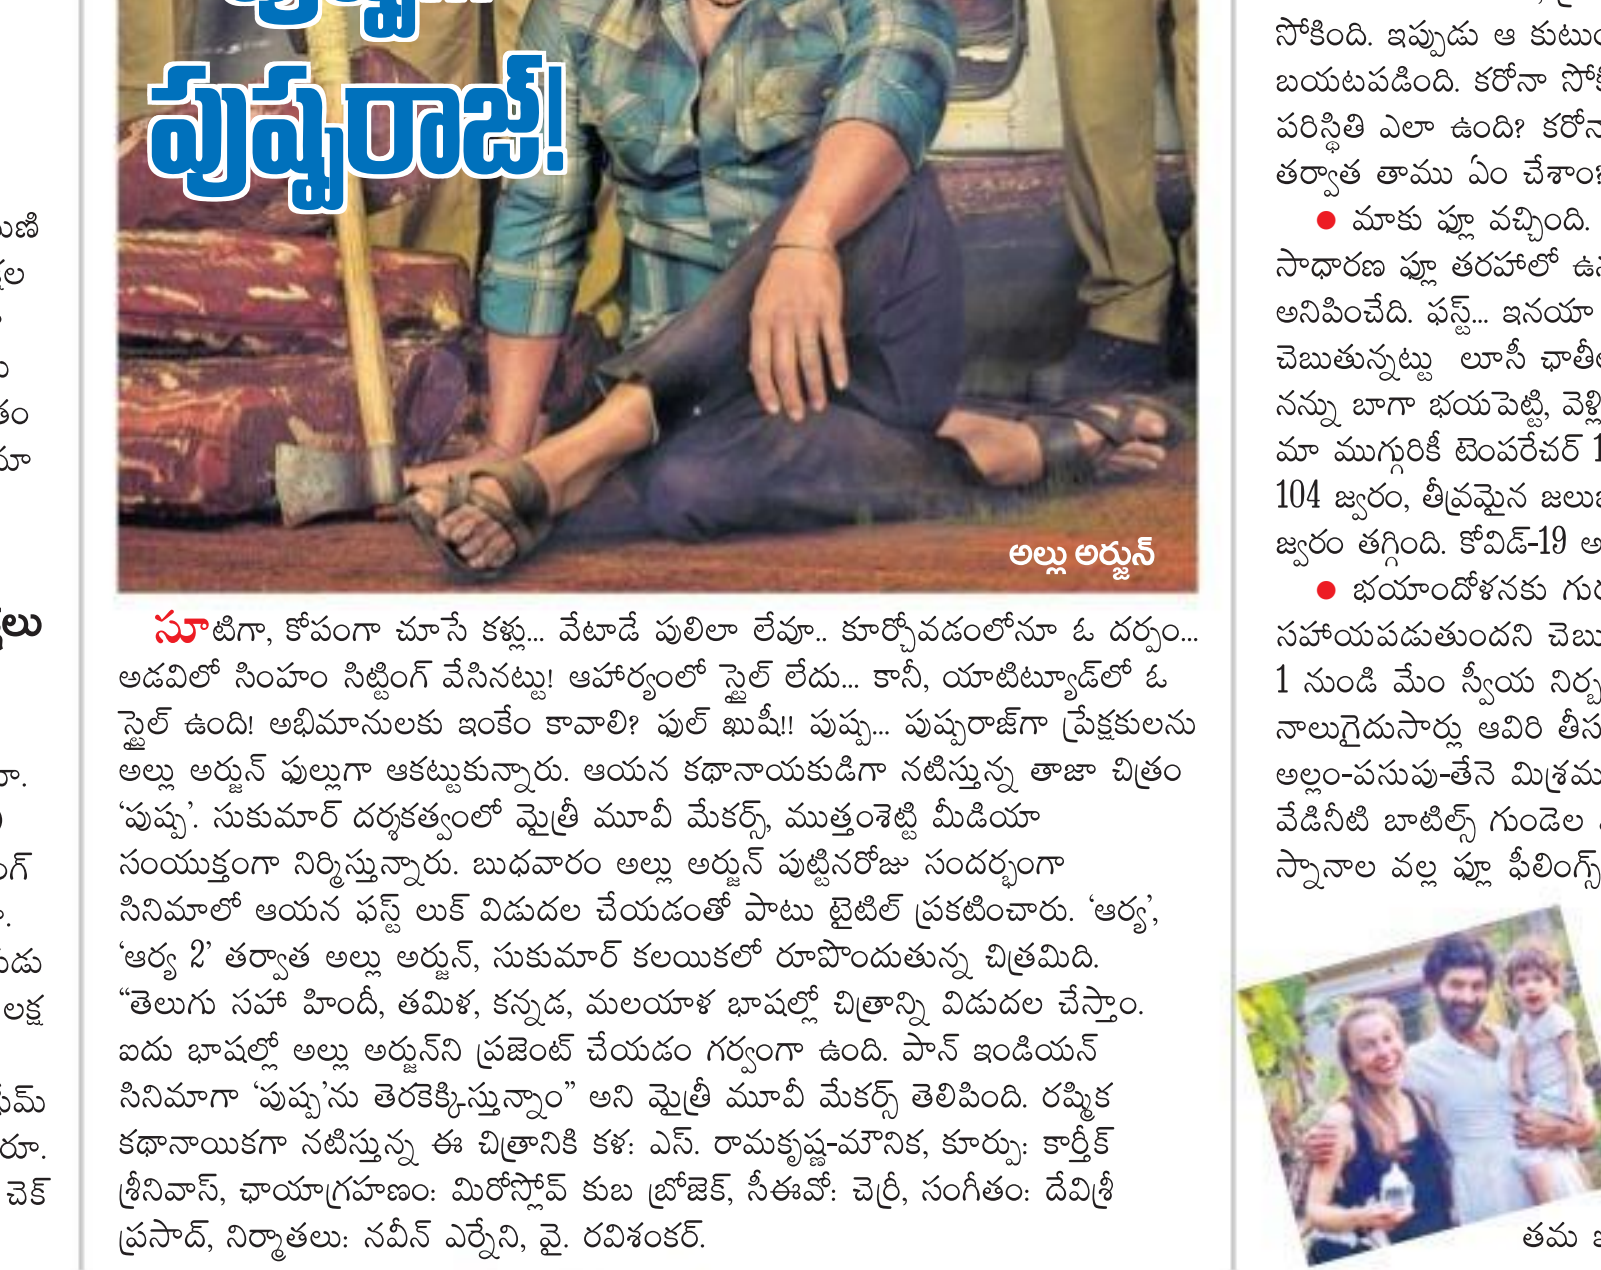 పుష్పరాజ్!
అల్లు అర్జున్
సూటిగా, కోపంగా చూసే కళ్లు... వేటాడే పులిలా లేవూ.. కూర్చోవడంలోనూ ఓ దర్పం...
అడవిలో సింహం సిట్టింగ్ వేసినట్టు! ఆహార్యంలో స్టైల్ లేదు... కానీ, యాటిట్యూడ్‌లో ఓ
స్టైల్ ఉంది! అభిమానులకు ఇంకేం కావాలి? ఫుల్ ఖుషీ!! పుష్ప... పుష్పరాజ్‌గా ప్రేక్షకులను
అల్లు అర్జున్ ఫుల్లుగా ఆకట్టుకున్నారు. ఆయన కథానాయకుడిగా నటిస్తున్న తాజా చిత్రం
‘పుష్ప’. సుకుమార్ దర్శకత్వంలో మైత్రీ మూవీ మేకర్స్, ముత్తంశెట్టి మీడియా
సంయుక్తంగా నిర్మిస్తున్నారు. బుధవారం అల్లు అర్జున్ పుట్టినరోజు సందర్భంగా
సినిమాలో ఆయన ఫస్ట్ లుక్ విడుదల చేయడంతో పాటు టైటిల్ ప్రకటించారు. ‘ఆర్య’,
‘ఆర్య 2’ తర్వాత అల్లు అర్జున్, సుకుమార్ కలయికలో రూపొందుతున్న చిత్రమిది.
“తెలుగు సహా హిందీ, తమిళ, కన్నడ, మలయాళ భాషల్లో చిత్రాన్ని విడుదల చేస్తాం.
ఐదు భాషల్లో అల్లు అర్జున్‌ని ప్రజెంట్ చేయడం గర్వంగా ఉంది. పాన్ ఇండియన్
సినిమాగా ‘పుష్ప’ను తెరకెక్కిస్తున్నాం” అని మైత్రీ మూవీ మేకర్స్ తెలిపింది. రష్మిక
కథానాయికగా నటిస్తున్న ఈ చిత్రానికి కళ: ఎస్. రామకృష్ణ-మౌనిక, కూర్పు: కార్తీక్
శ్రీనివాస్, ఛాయాగ్రహణం: మిరోస్లోవ్ కుబ బ్రోజెక్, సీఈవో: చెర్రీ, సంగీతం: దేవిశ్రీ
ప్రసాద్, నిర్మాతలు: నవీన్ ఎర్నేని, వై. రవిశంకర్.
సోకింది. ఇప్పుడు ఆ
బయటపడింది. కరోనా
పరిస్థితి ఎలా ఉంది?
తర్వాత తాము ఏం చేశాం?
● మాకు ఫ్లూ వచ్చింది.
సాధారణ ఫ్లూ తరహాలో
అనిపించేది. ఫస్ట్... ఇనయా
చెబుతున్నట్టు లూసీ
నన్ను బాగా భయపెట్టి,
మా ముగ్గురికీ టెంపరేచర్
104 జ్వరం, తీవ్రమైన
జ్వరం తగ్గింది. కోవిడ్-19
● భయాందోళనకు
సహాయపడుతుందని
1 నుండి మేం స్వీయ
నాలుగైదుసార్లు ఆవిరి
అల్లం-పసుపు-తేనె
వేడినీటి బాటిల్స్ గుండెల
స్నానాల వల్ల ఫ్లూ ఫీలింగ్స్
తమ
లక్ష
రూ.
చెక్